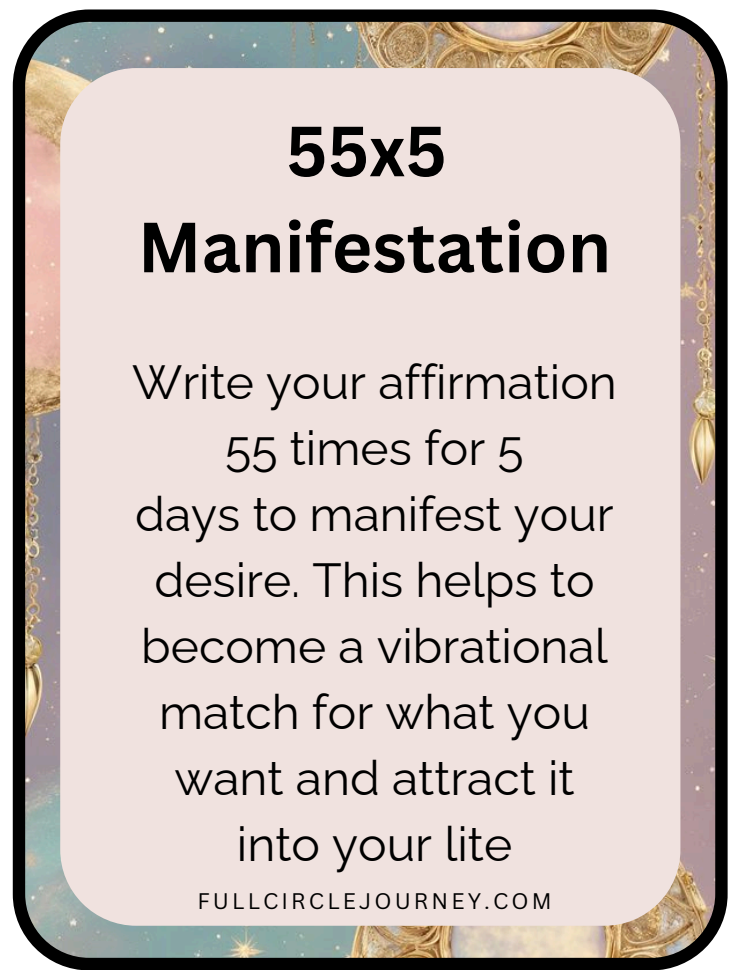 55x5
Manifestation
Write your affirmation
55 times for 5
days to manifest your
desire. This helps to
become a vibrational
match for what you
want and attract it
into your lite
FULLCIRCLEJOURNEY.COM